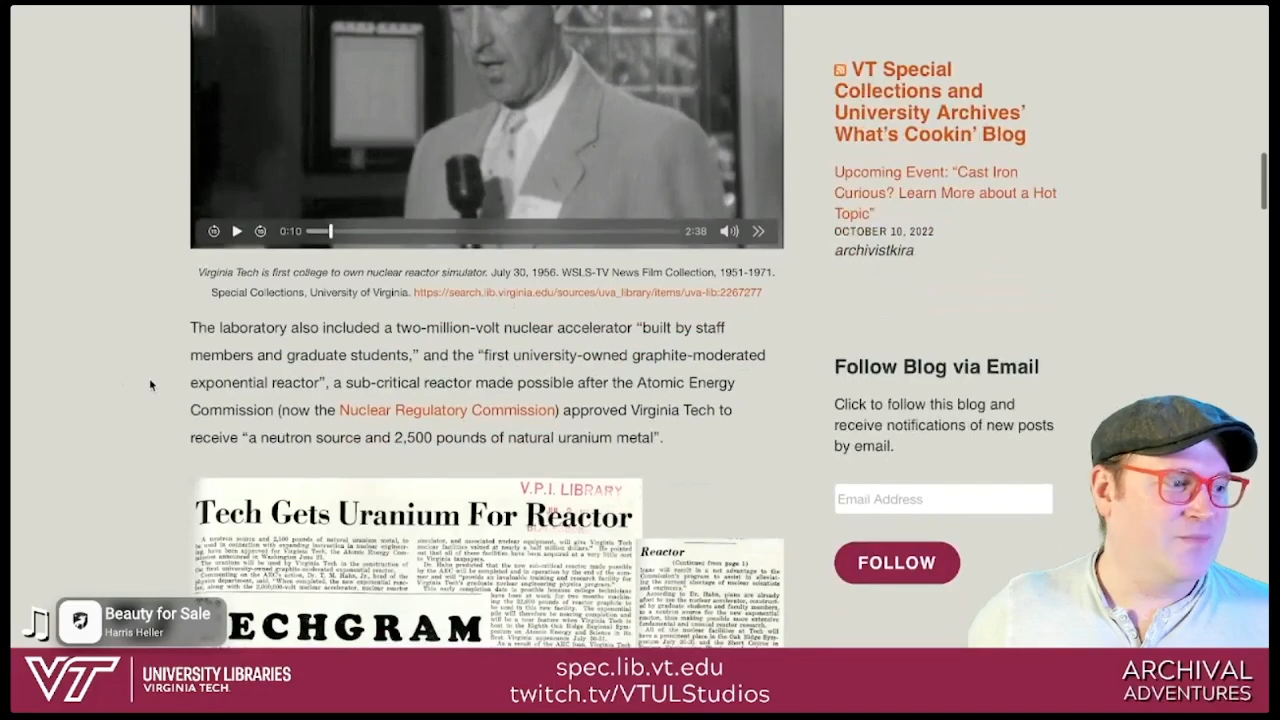 0:10
2:38
Virginia Tech is first college to own nuclear reactor simulator. July 30, 1956. WSLS-TV News Film Collection, 1951-1971.
Special Collections, University of Virginia. https://search.lib.virginia.edu/sources/uva_library/items/uva-lib:2267277
The laboratory also included a two-million-volt nuclear accelerator “built by staff
members and graduate students,” and the “first university-owned graphite-moderated
exponential reactor”, a sub-critical reactor made possible after the Atomic Energy
Commission (now the Nuclear Regulatory Commission) approved Virginia Tech to
receive “a neutron source and 2,500 pounds of natural uranium metal”.
V.P.I. LIBRARY
Tech Gets Uranium For Reactor
Reactor
(Continued from page 1)
ECHGRAM
VT Special
Collections and
University Archives’
What’s Cookin’ Blog
Upcoming Event: “Cast Iron
Curious? Learn More about a Hot
Topic”
OCTOBER 10, 2022
archivistkira
Follow Blog via Email
Click to follow this blog and
receive notifications of new posts
by email.
Email Address
FOLLOW
Beauty for Sale
Harris Heller
VT
UNIVERSITY LIBRARIES
VIRGINIA TECH.
spec.lib.vt.edu
twitch.tv/VTULStudios
ARCHIVAL
ADVENTURES